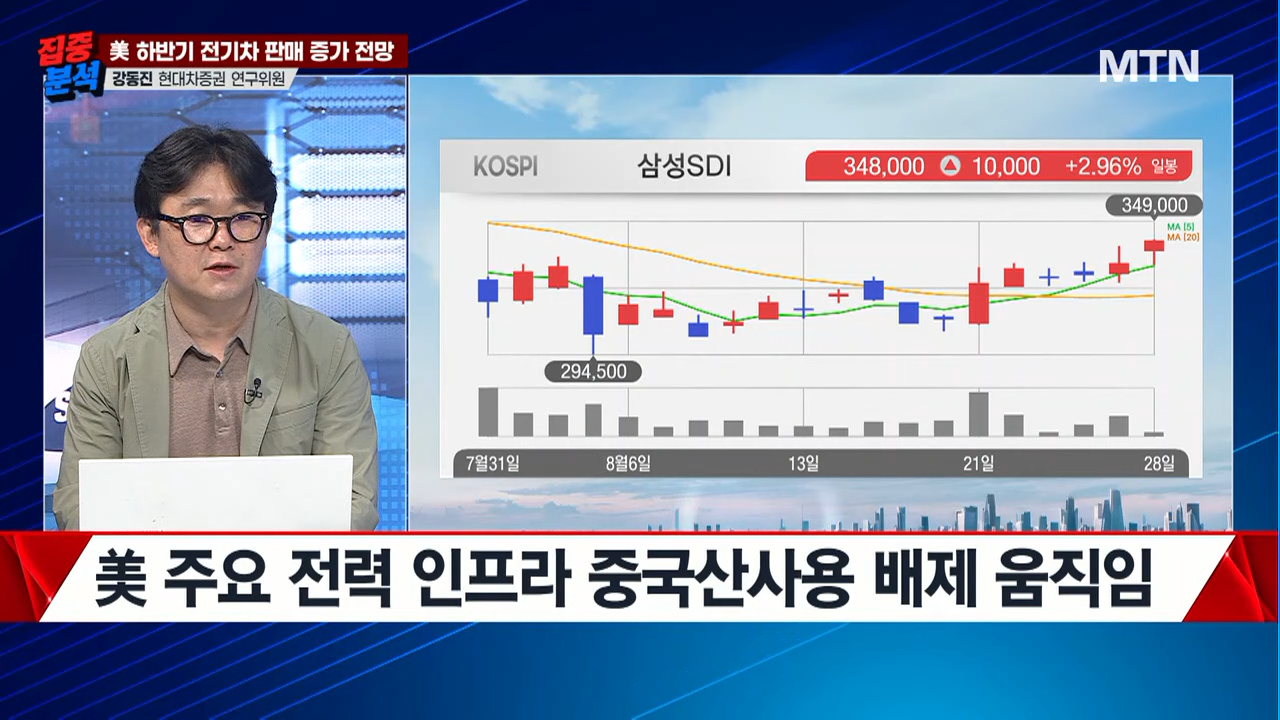 집중
분석
美 하반기 전기차 판매 증가 전망
강동진 현대차증권 연구위원
MTN
KOSPI 삼성SDI 348,000 10,000 +2.96% 일봉
349,000
MA [5]
MA [20]
294,500
7월31일 8월6일 13일 21일 28일
美 주요 전력 인프라 중국산사용 배제 움직임